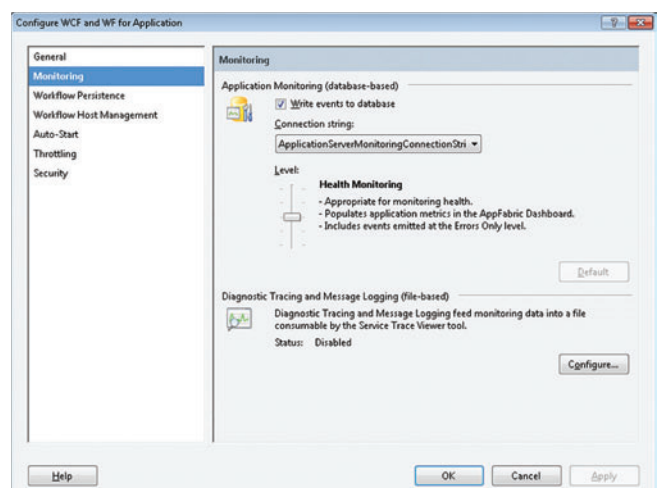 Configure WCF and WF for Application
General
Monitoring
Workflow Persistence
Workflow Host Management
Auto-Start
Throttling
Security
Monitoring
Application Monitoring (database-based)
Write events to database
Connection string:
ApplicationServerMonitoringConnectionStri
Level:
Health Monitoring
- Appropriate for monitoring health.
- Populates application metrics in the AppFabric Dashboard.
- Includes events emitted at the Errors Only level.
Default
Diagnostic Tracing and Message Logging (file-based)
Diagnostic Tracing and Message Logging feed monitoring data into a file
consumable by the Service Trace Viewer tool.
Status: Disabled
Configure...
Help
OK
Cancel
Apply